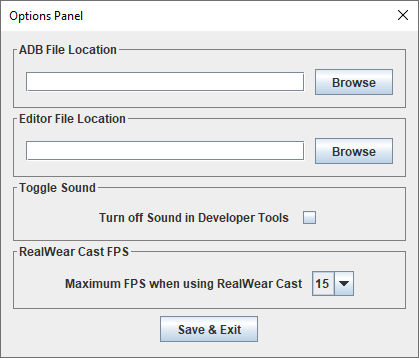 Options Panel
ADB File Location
Browse
Editor File Location
Browse
Toggle Sound
Turn off Sound in Developer Tools
RealWear Cast FPS
Maximum FPS when using RealWear Cast 15
Save & Exit